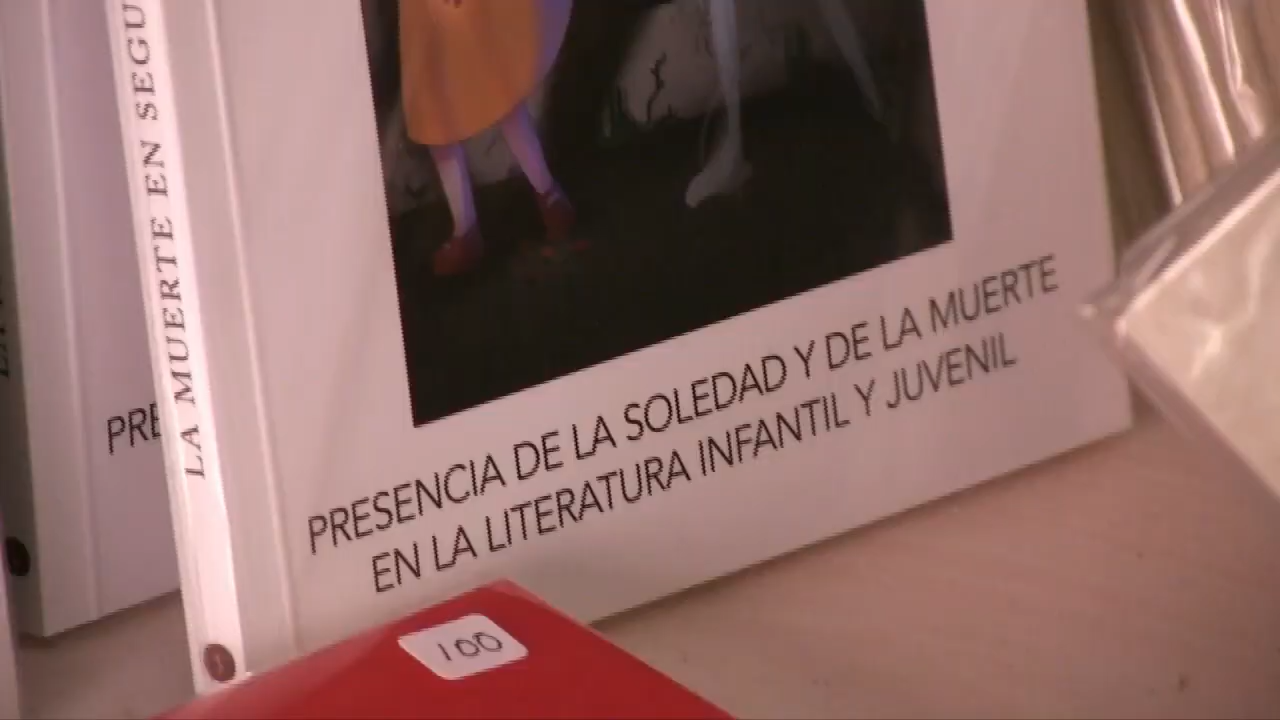 LA MUERTE EN SEGU
PRESENCIA DE LA SOLEDAD Y DE LA MUERTE
EN LA LITERATURA INFANTIL Y JUVENIL
PRE
100